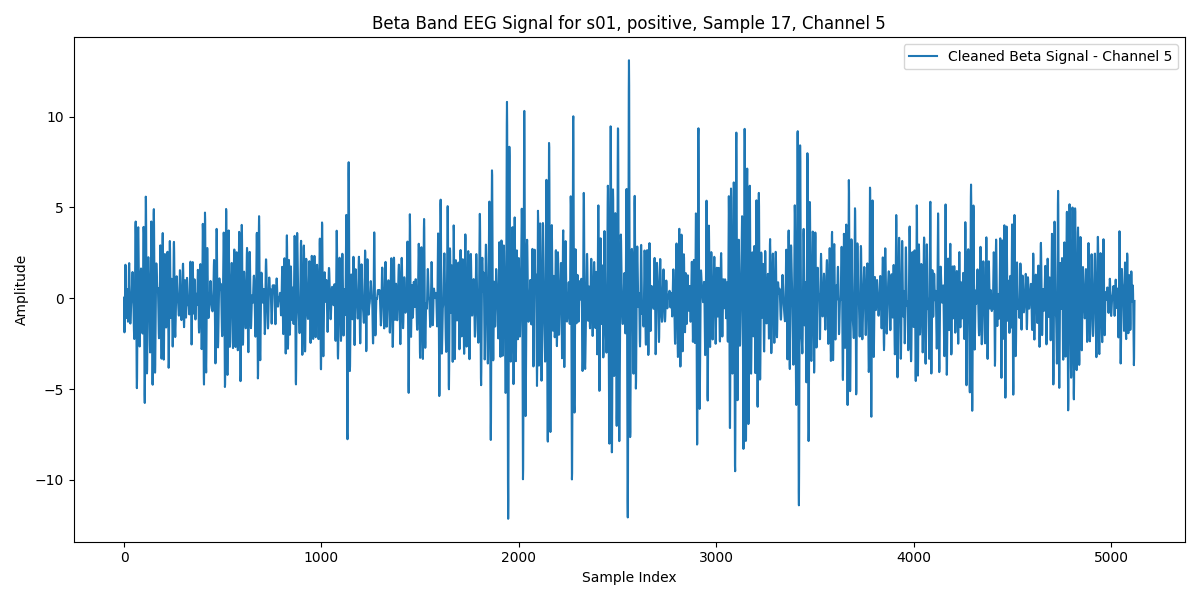 Beta Band EEG Signal for s01, positive, Sample 17, Channel 5
Cleaned Beta Signal - Channel 5
10
5
0
−5
−10
Amplitude
0 1000 2000 3000 4000 5000
Sample Index